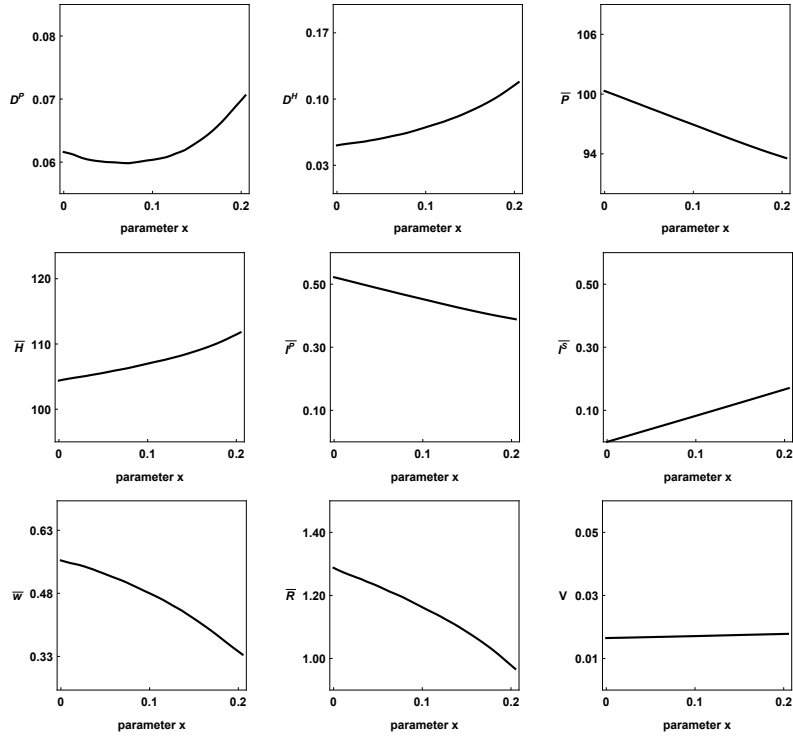 0.08
0.07
0.06
D^P
0 0.1 0.2
parameter x
0.17
0.10
0.03
D^H
0 0.1 0.2
parameter x
106
100
94
P̅
0 0.1 0.2
parameter x
120
110
100
H̅
0 0.1 0.2
parameter x
0.50
0.30
0.10
I̅^P
0 0.1 0.2
parameter x
0.50
0.30
0.10
I̅^S
0 0.1 0.2
parameter x
0.63
0.48
0.33
w̅
0 0.1 0.2
parameter x
1.40
1.20
1.00
R̅
0 0.1 0.2
parameter x
0.05
0.03
0.01
V
0 0.1 0.2
parameter x